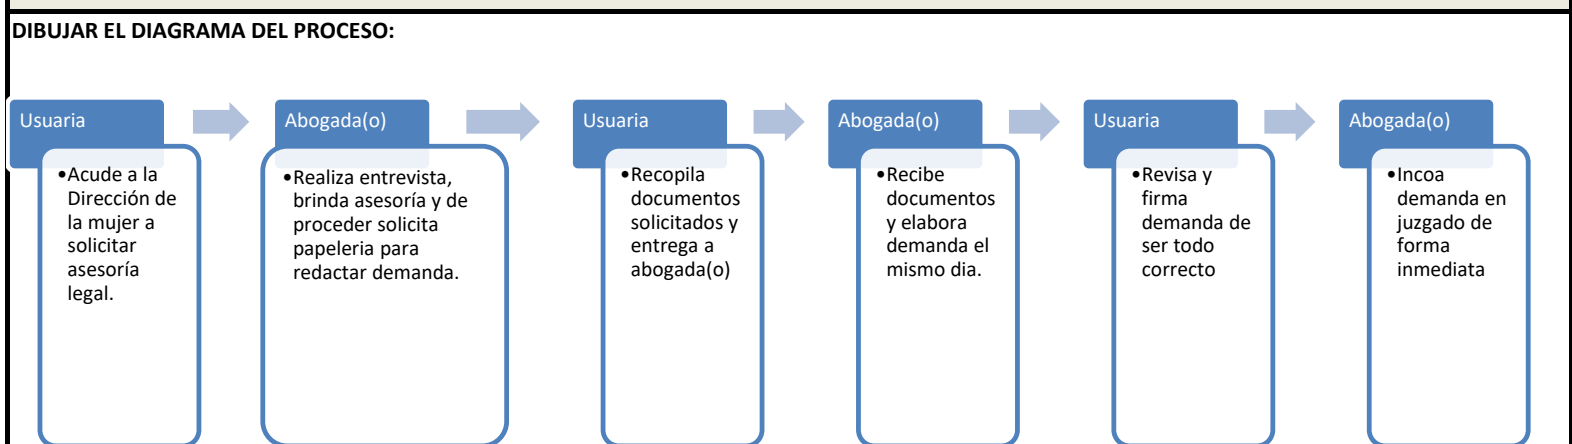 DIBUJAR EL DIAGRAMA DEL PROCESO:
Usuaria
•Acude a la
Dirección de
la mujer a
solicitar
asesoría
legal.
Abogada(o)
•Realiza entrevista,
brinda asesoría y de
proceder solicita
papeleria para
redactar demanda.
Usuaria
•Recopila
documentos
solicitados y
entrega a
abogada(o)
Abogada(o)
•Recibe
documentos
y elabora
demanda el
mismo dia.
Usuaria
•Revisa y
firma
demanda de
ser todo
correcto
Abogada(o)
•Incoa
demanda en
juzgado de
forma
inmediata